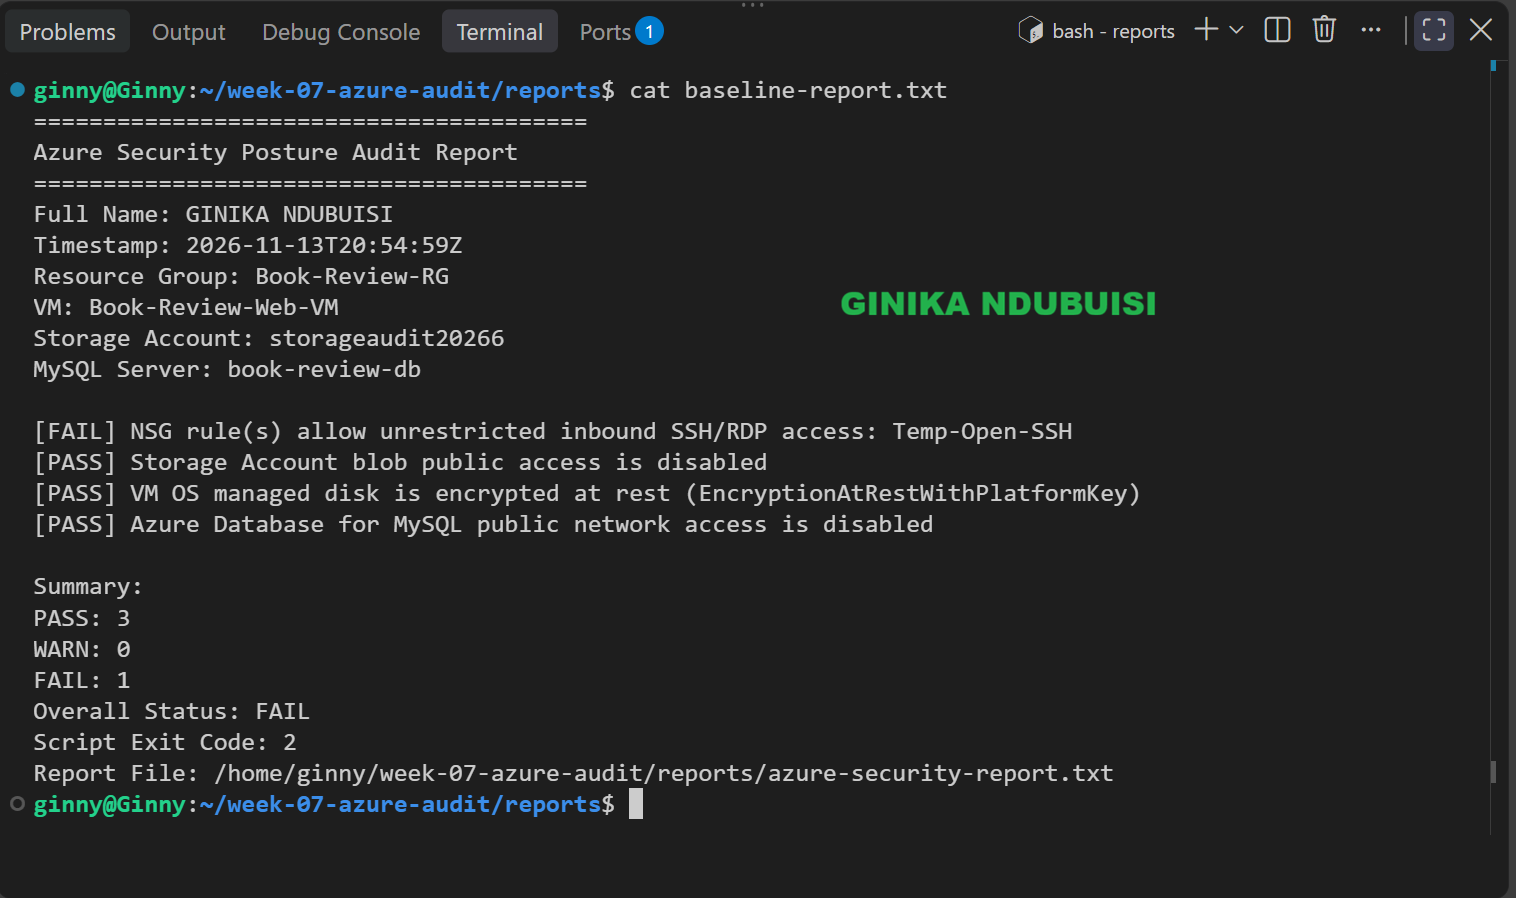 Problems Output Debug Console Terminal Ports 1 bash - reports
ginny@Ginny:~/week-07-azure-audit/reports$ cat baseline-report.txt
========================================
Azure Security Posture Audit Report
========================================
Full Name: GINIKA NDUBUISI
Timestamp: 2026-11-13T20:54:59Z
Resource Group: Book-Review-RG
VM: Book-Review-Web-VM
GINIKA NDUBUISI
Storage Account: storageaudit20266
MySQL Server: book-review-db
[FAIL] NSG rule(s) allow unrestricted inbound SSH/RDP access: Temp-Open-SSH
[PASS] Storage Account blob public access is disabled
[PASS] VM OS managed disk is encrypted at rest (EncryptionAtRestWithPlatformKey)
[PASS] Azure Database for MySQL public network access is disabled
Summary:
PASS: 3
WARN: 0
FAIL: 1
Overall Status: FAIL
Script Exit Code: 2
Report File: /home/ginny/week-07-azure-audit/reports/azure-security-report.txt
ginny@Ginny:~/week-07-azure-audit/reports$